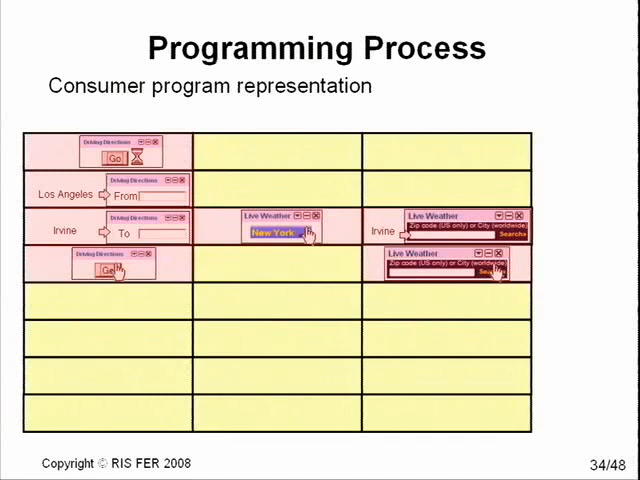 Programming Process
Consumer program representation
Driving Directions
Go
Los Angeles
Driving Directions
From
Irvine
Driving Directions
To
Live Weather
New York
Irvine
Live Weather
Zip code (US only) or City (worldwide)
Search»
Driving Directions
Live Weather
Zip code (US only) or City (worldwide)
Copyright © RIS FER 2008
34/48